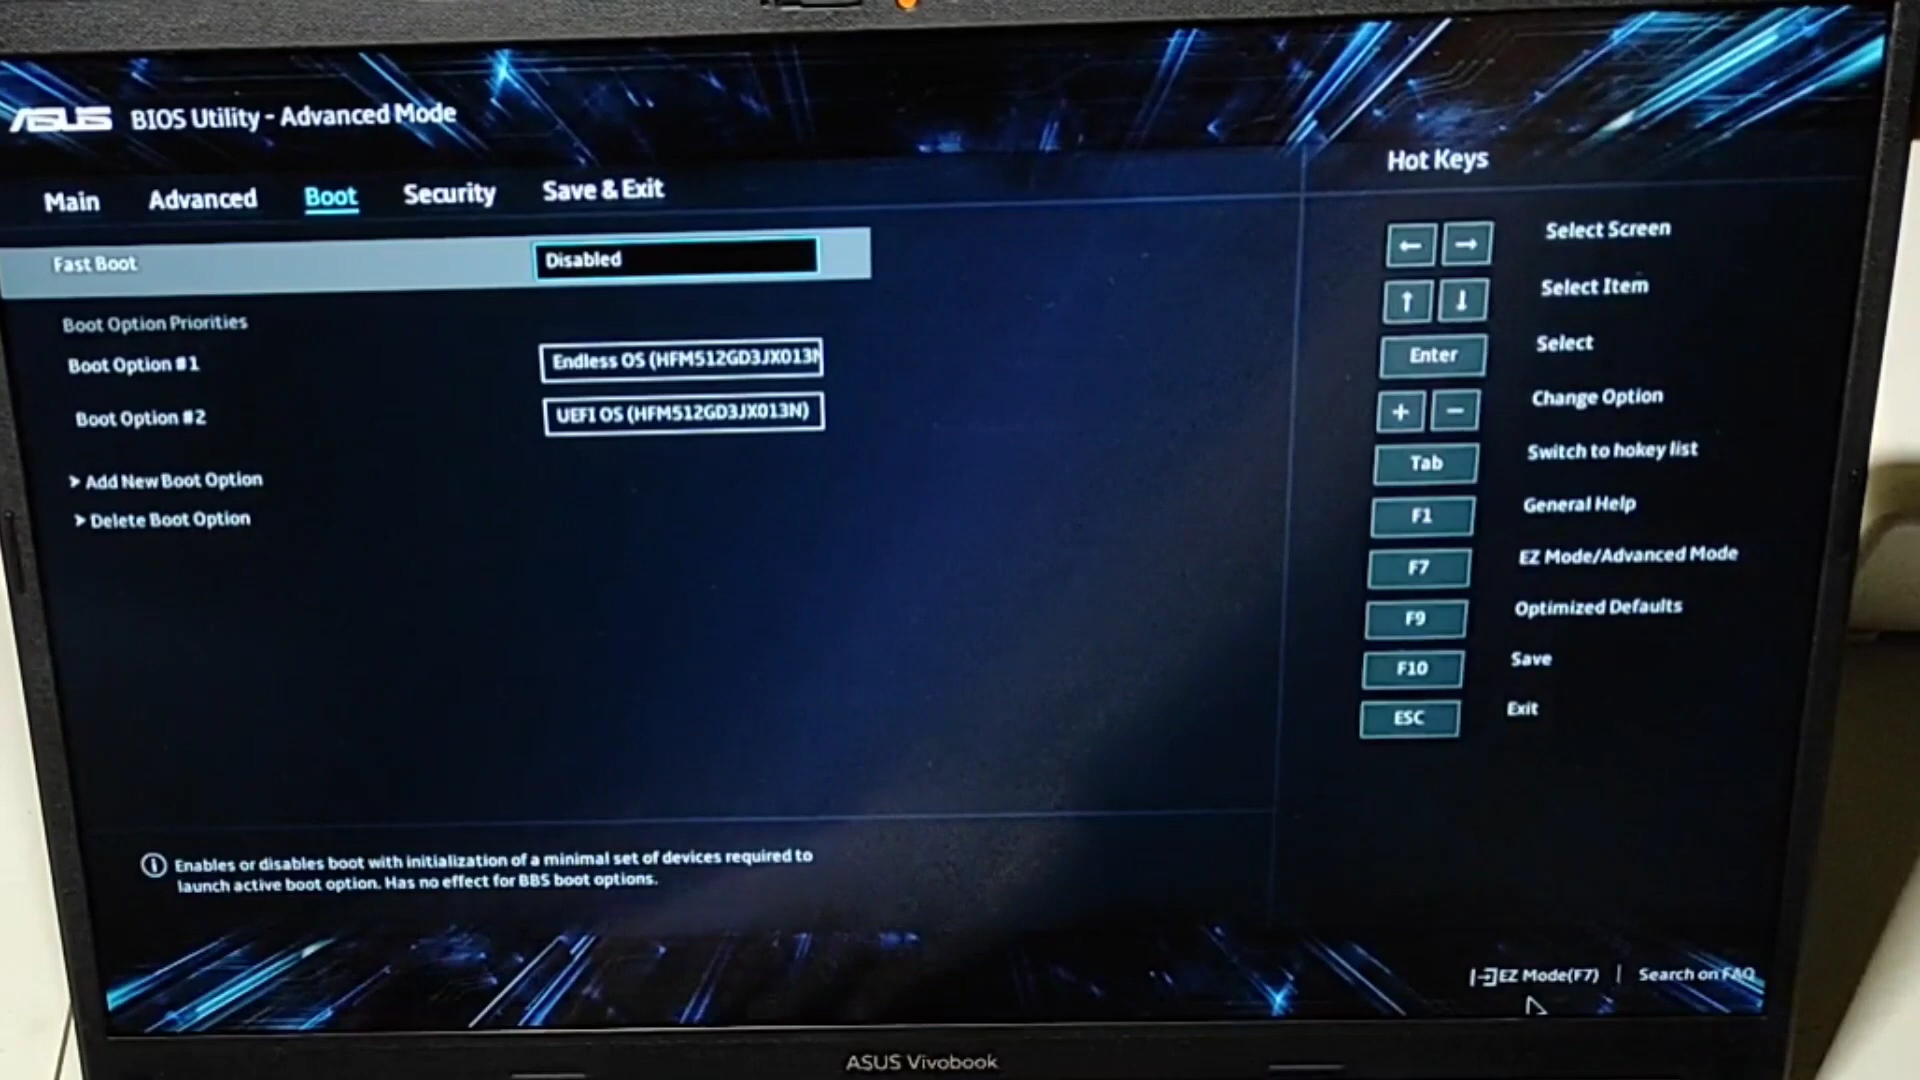 ASUS BIOS Utility - Advanced Mode
Main Advanced Boot Security Save & Exit
Fast Boot Disabled
Boot Option Priorities
Boot Option #1 Endless OS (HFM512GD3JX013N
Boot Option #2 UEFI OS (HFM512GD3JX013N)
> Add New Boot Option
> Delete Boot Option
Enables or disables boot with initialization of a minimal set of devices required to
launch active boot option. Has no effect for BBS boot options.
Hot Keys
← → Select Screen
↑ ↓ Select Item
Enter Select
+ - Change Option
Tab Switch to hokey list
F1 General Help
F7 EZ Mode/Advanced Mode
F9 Optimized Defaults
F10 Save
ESC Exit
EZ Mode(F7) | Search on FAQ
ASUS Vivobook